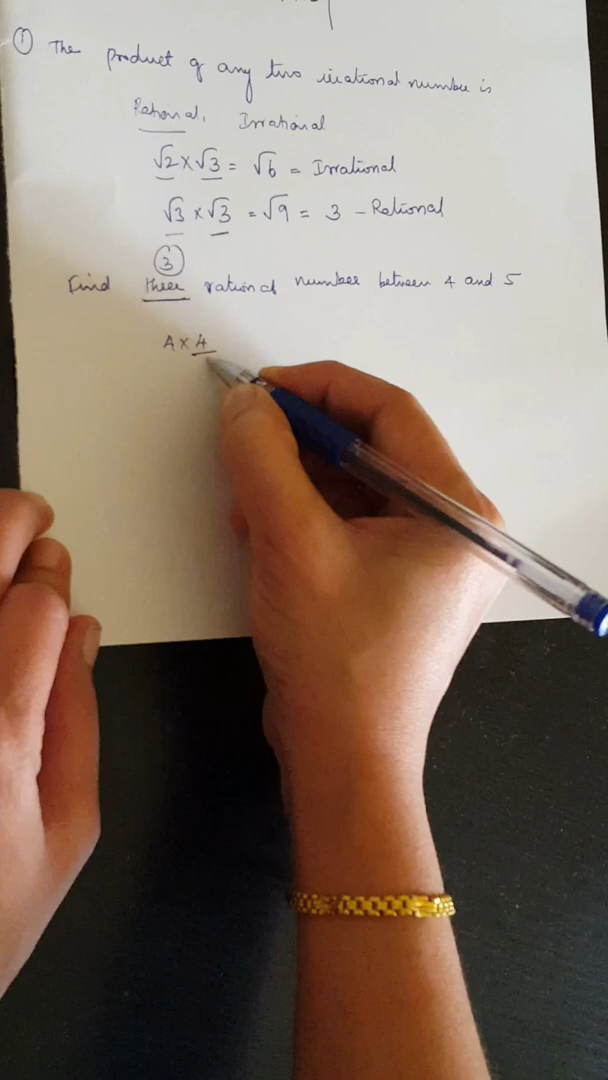 ① The product of any two irrational number is
Rational, Irrational
√2 × √3 = √6 = Irrational
√3 × √3 = √9 = 3 - Rational
③
Find three rational number between 4 and 5
4 × 4